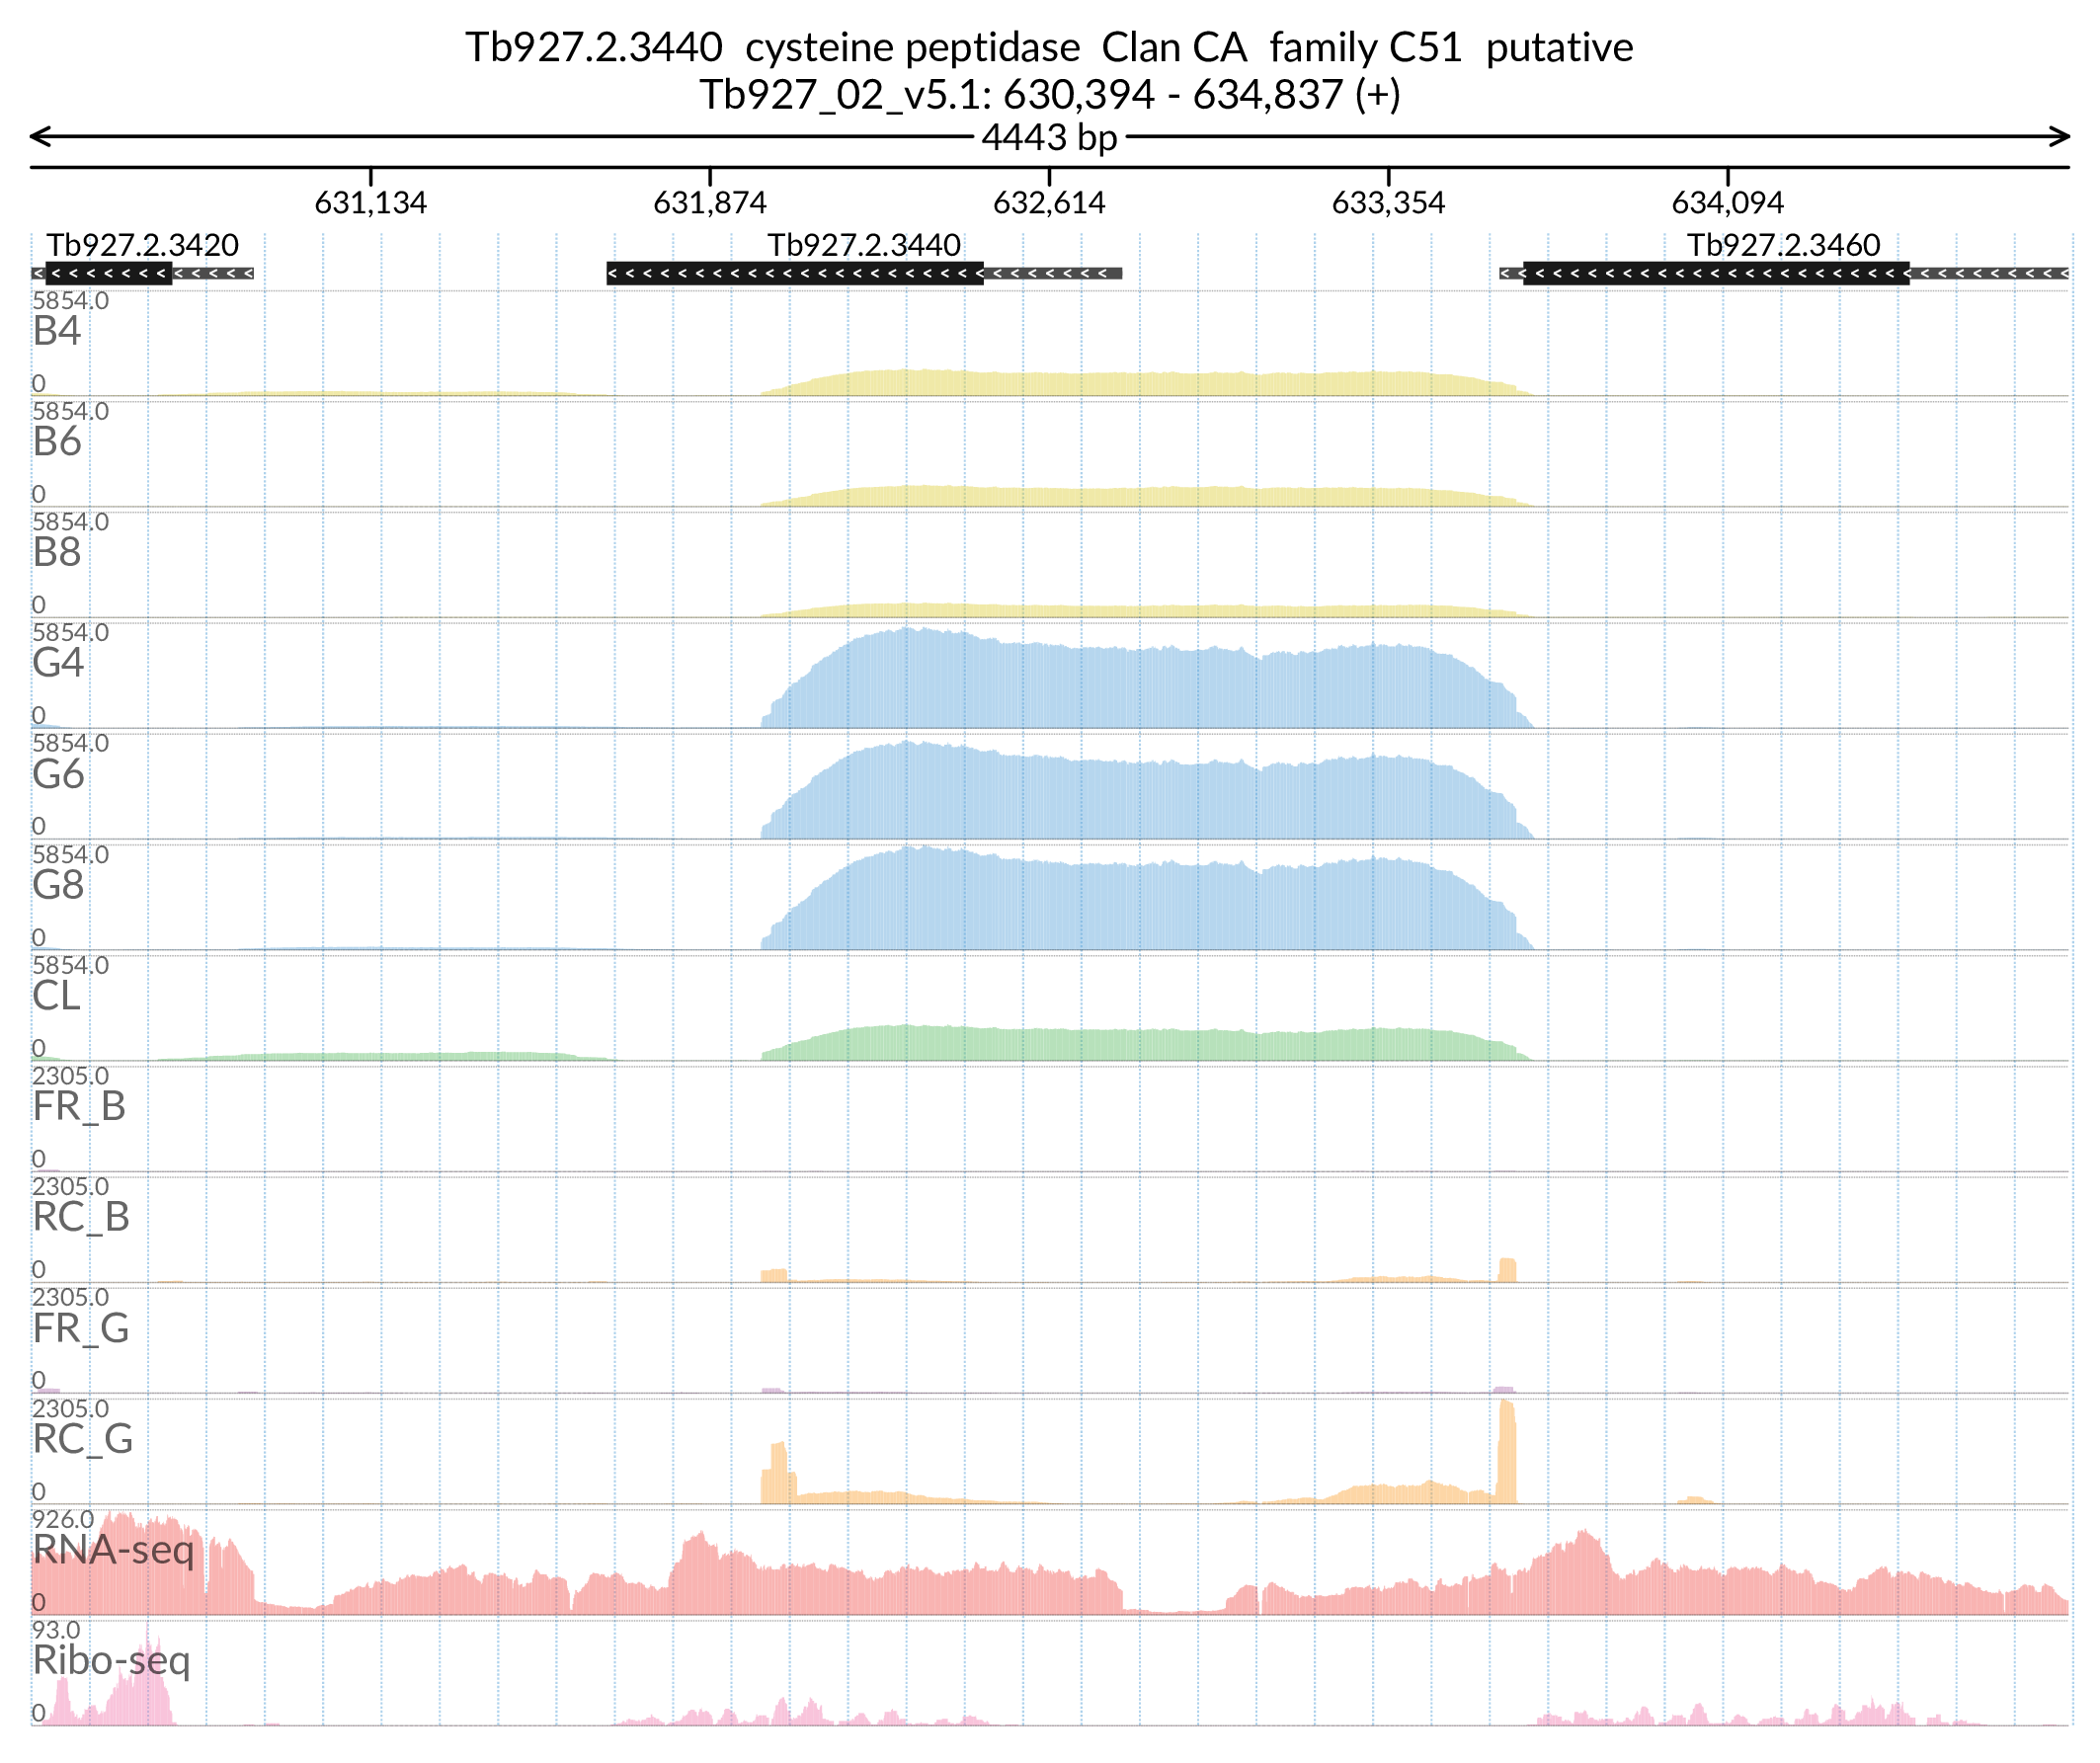 Tb927.2.3440  cysteine peptidase  Clan CA  family C51  putative
Tb927_02_v5.1: 630,394 - 634,837 (+)
4443 bp
631,134 631,874 632,614 633,354 634,094
Tb927.2.3420 Tb927.2.3440 Tb927.2.3460
5854.0
B4
0
5854.0
B6
0
5854.0
B8
0
5854.0
G4
0
5854.0
G6
0
5854.0
G8
0
5854.0
CL
0
2305.0
FR_B
0
2305.0
RC_B
0
2305.0
FR_G
0
2305.0
RC_G
0
926.0
RNA-seq
0
93.0
Ribo-seq
0